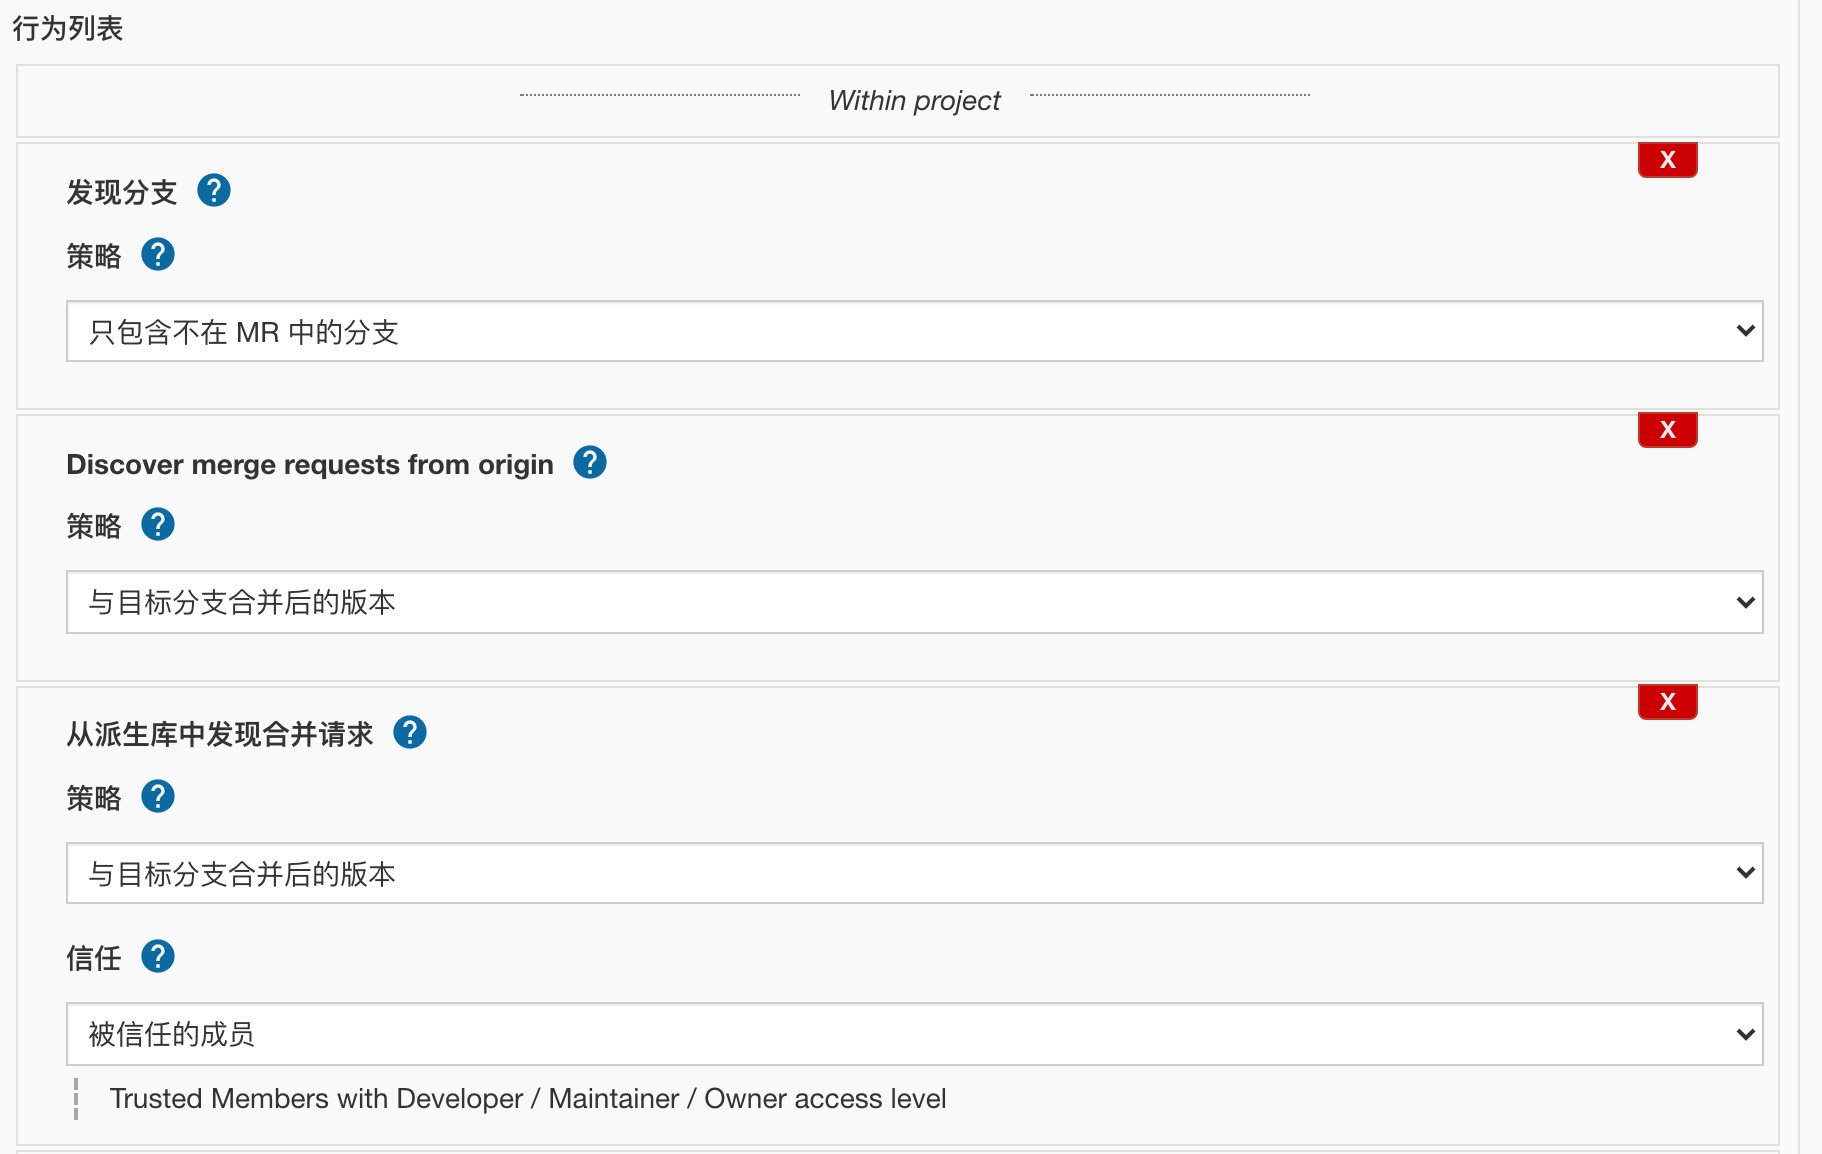 行为列表
Within project
X
发现分支 ?
策略 ?
只包含不在 MR 中的分支
X
Discover merge requests from origin ?
策略 ?
与目标分支合并后的版本
X
从派生库中发现合并请求 ?
策略 ?
与目标分支合并后的版本
信任 ?
被信任的成员
Trusted Members with Developer / Maintainer / Owner access level